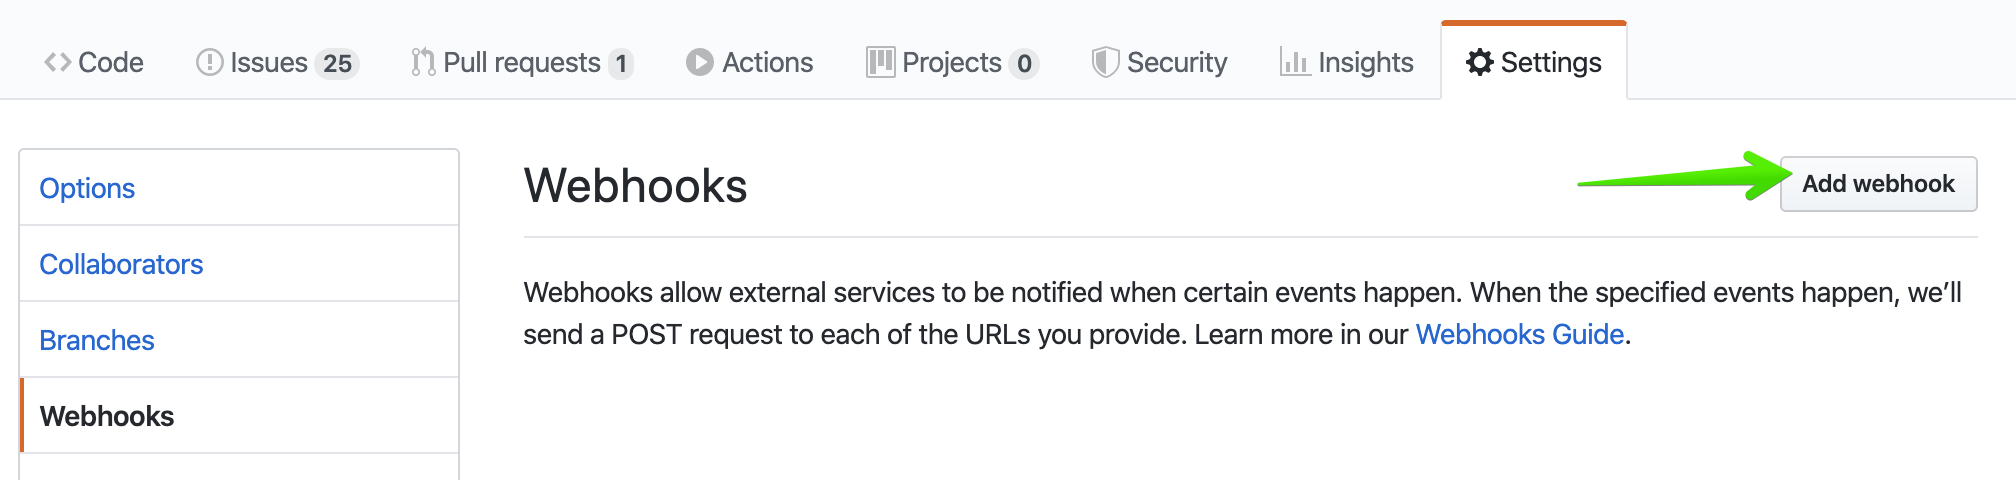 Code Issues 25 Pull requests 1 Actions Projects 0 Security Insights Settings
Options
Collaborators
Branches
Webhooks
Webhooks
Add webhook
Webhooks allow external services to be notified when certain events happen. When the specified events happen, we’ll
send a POST request to each of the URLs you provide. Learn more in our Webhooks Guide.